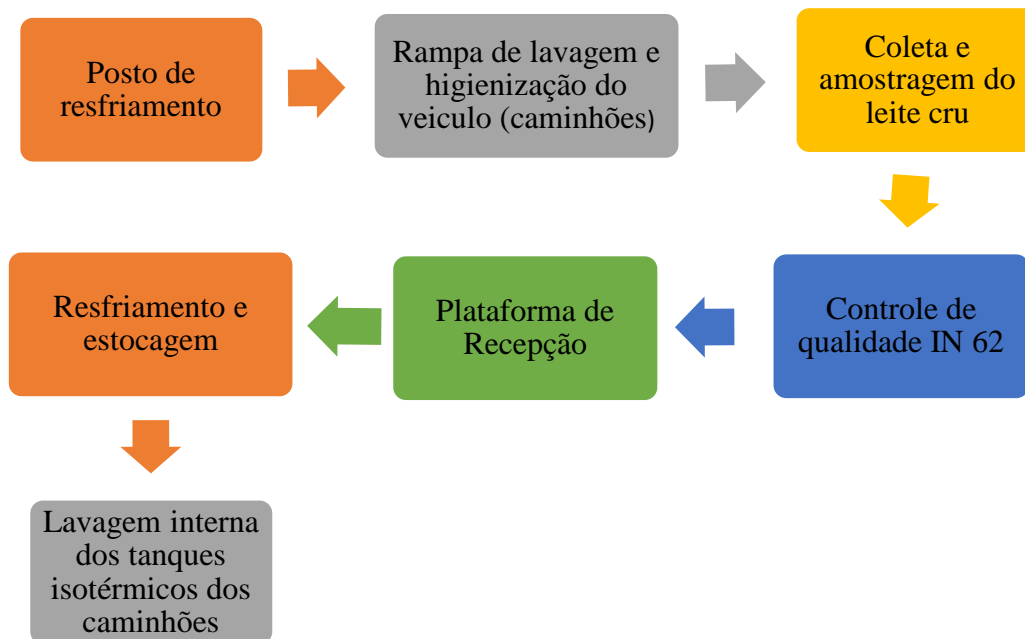 Posto de
resfriamento
Rampa de lavagem e
higienização do
veiculo (caminhões)
Coleta e
amostragem do
leite cru
Controle de
qualidade IN 62
Plataforma de
Recepção
Resfriamento e
estocagem
Lavagem interna
dos tanques
isotérmicos dos
caminhões